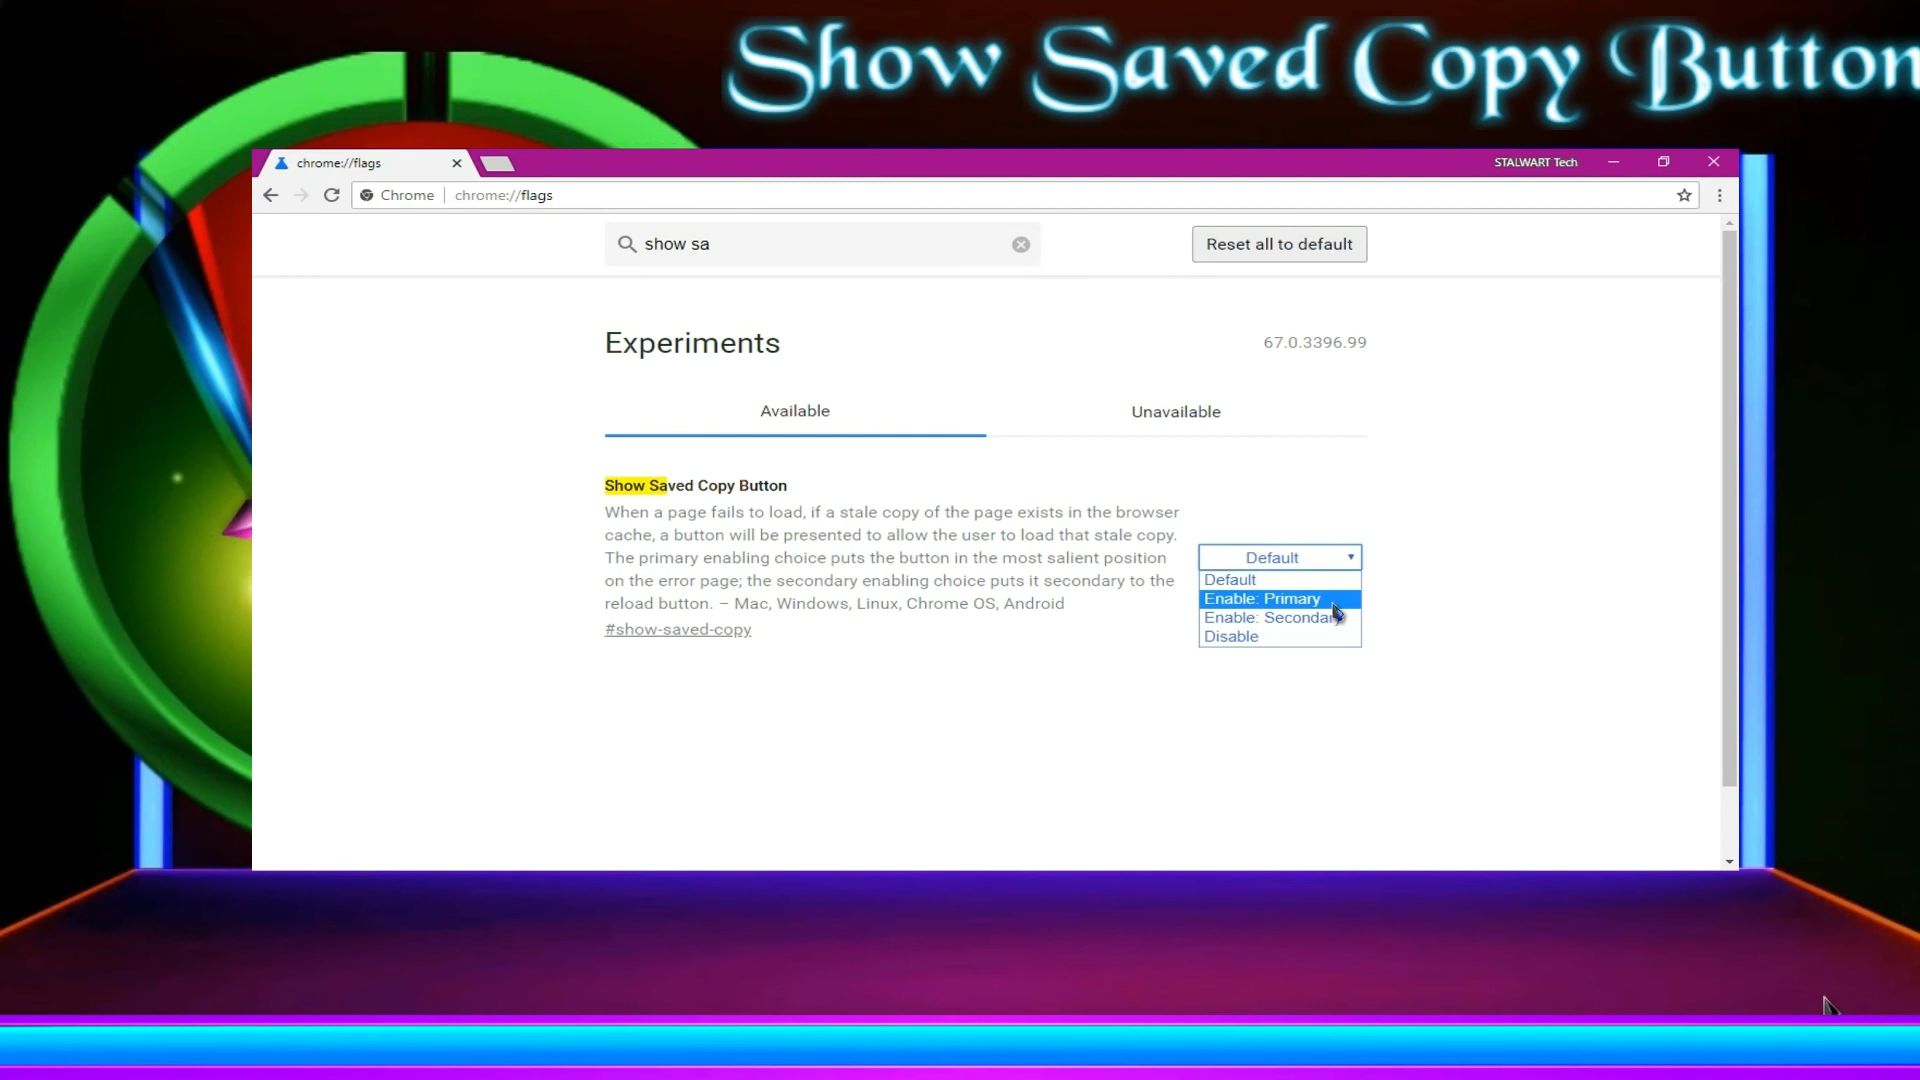 Show Saved Copy Button
chrome://flags
STALWART Tech
Chrome
chrome://flags
show sa
Reset all to default
Experiments
67.0.3396.99
Available
Unavailable
Show Saved Copy Button
When a page fails to load, if a stale copy of the page exists in the browser
cache, a button will be presented to allow the user to load that stale copy.
The primary enabling choice puts the button in the most salient position
on the error page; the secondary enabling choice puts it secondary to the
reload button. – Mac, Windows, Linux, Chrome OS, Android
#show-saved-copy
Default
Default
Enable: Primary
Enable: Secondary
Disable